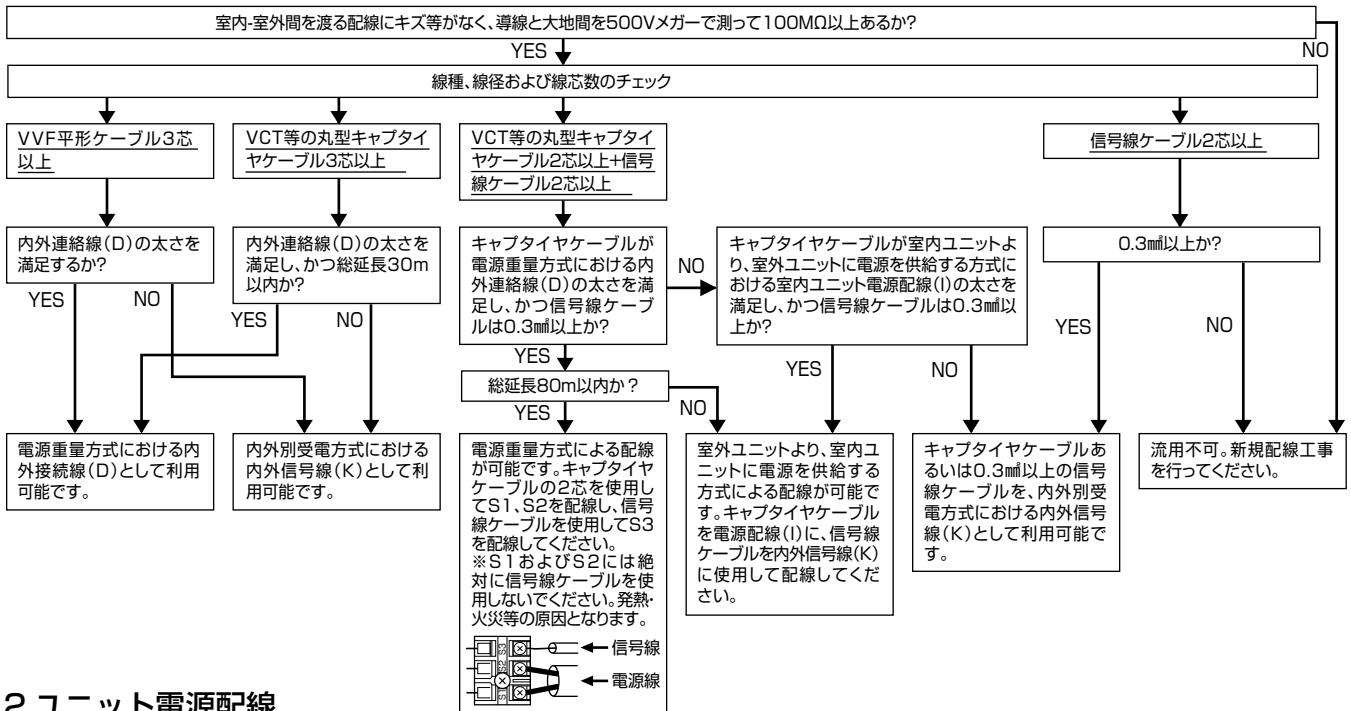 室内-室外間を渡る配線にキズ等がなく、導線と大地間を500Vメガーで測って100MΩ以上あるか?
YES
NO
線種、線径および線芯数のチェック
VVF平形ケーブル3芯
以上
VCT等の丸型キャプタイ
ヤケーブル3芯以上
VCT等の丸型キャプタイ
ヤケーブル2芯以上+信号
線ケーブル2芯以上
信号線ケーブル2芯以上
内外連絡線(D)の太さを
満足するか?
内外連絡線(D)の太さを
満足し、かつ総延長30m
以内か?
キャプタイヤケーブルが
電源重量方式における内
外連絡線(D)の太さを満
足し、かつ信号線ケーブ
ルは0.3㎟以上か?
NO
キャプタイヤケーブルが室内ユニットよ
り、室外ユニットに電源を供給する方式に
おける室内ユニット電源配線(I)の太さを
満足し、かつ信号線ケーブルは0.3㎟以
上か?
0.3㎟以上か?
YES
NO
YES
NO
YES
YES
NO
YES
NO
総延長80m以内か?
YES
NO
電源重量方式における内
外接続線(D)として利用
可能です。
内外別受電方式における
内外信号線(K)として利
用可能です。
電源重量方式による配線
が可能です。キャプタイヤ
ケーブルの2芯を使用し
てS1、S2を配線し、信号
線ケーブルを使用してS3
を配線してください。
※S1およびS2には絶
対に信号線ケーブルを使
用しないでください。発熱・
火災等の原因となります。
S3
信号線
S2
電源線
S1
室外ユニットより、室内ユ
ニットに電源を供給する
方式による配線が可能で
す。キャプタイヤケーブル
を電源配線(I)に、信号線
ケーブルを内外信号線(K)
に使用して配線してくだ
さい。
キャプタイヤケーブルあ
るいは0.3㎟以上の信号
線ケーブルを、内外別受
電方式における内外信号
線(K)として利用可能で
す。
流用不可。新規配線工事
を行ってください。
2.ユニット電源配線